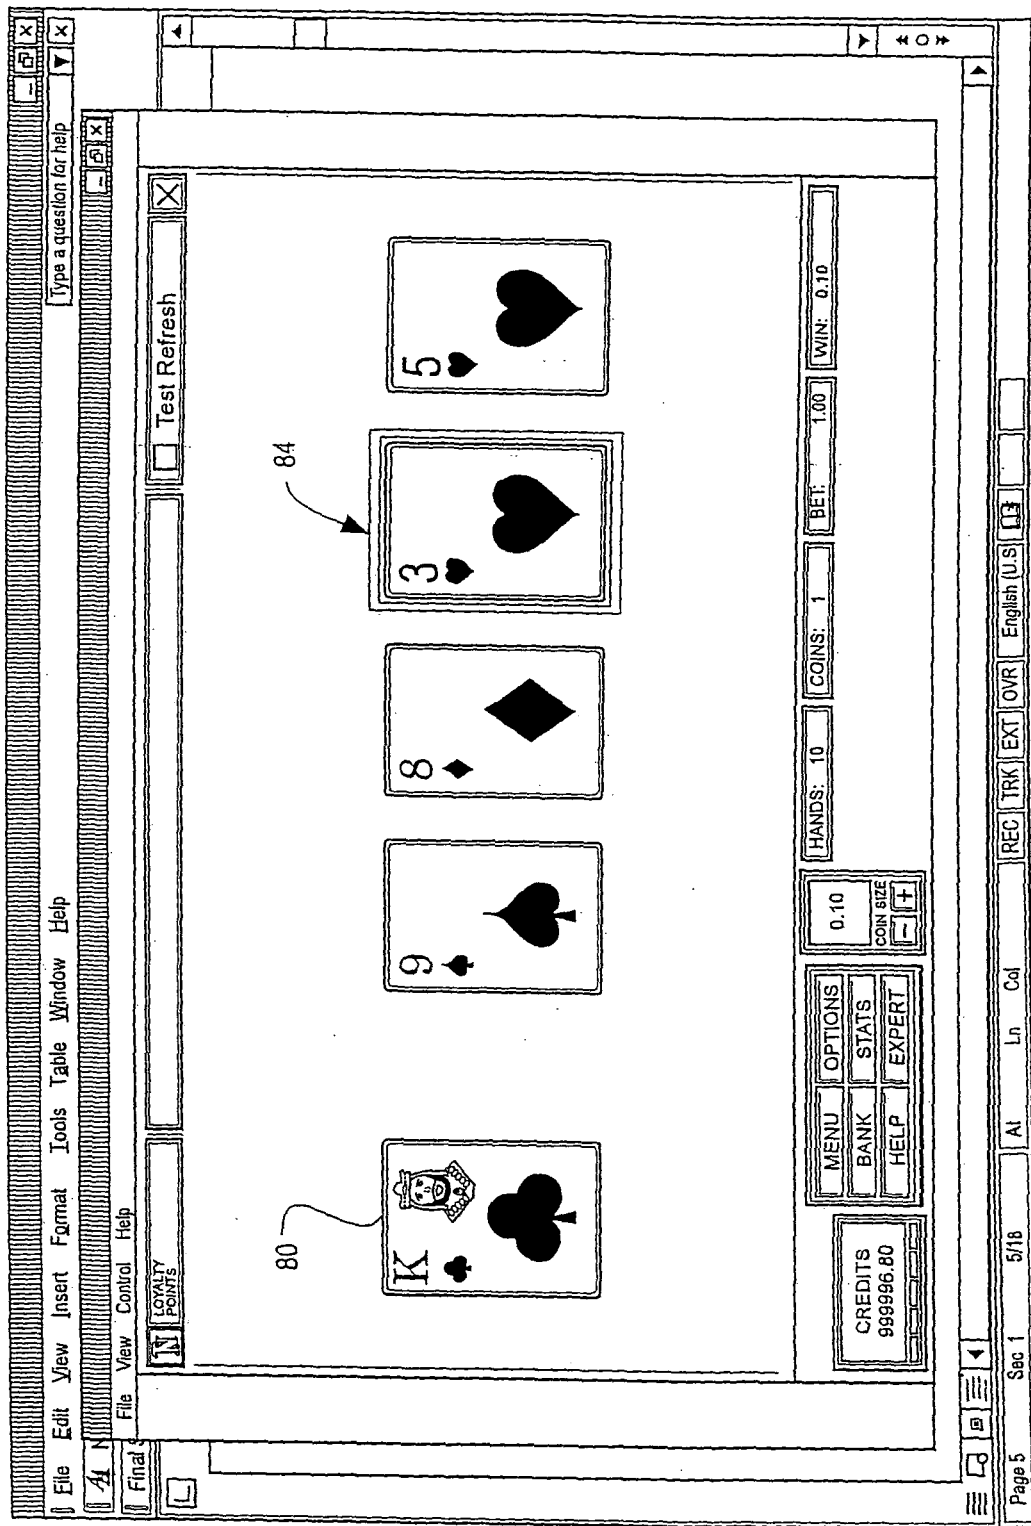 File Edit View Insert Format Tools Table Window Help
Type a question for help
File View Control Help
LOYALTY
POINTS
Test Refresh
80
84
K
9
8
3
5
CREDITS
999996.80
MENU OPTIONS
BANK STATS
HELP EXPERT
0.10
COIN SIZE
- +
HANDS: 10
COINS: 1
BET: 1.00
WIN: 0.10
Page 5 Sec 1 5/18 At Ln Col REC TRK EXT OVR English (U.S